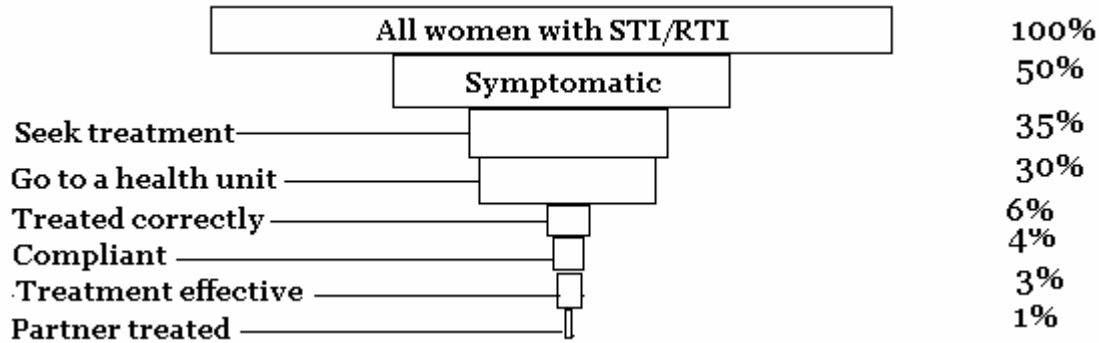 All women with STI/RTI 100%
Symptomatic 50%
Seek treatment 35%
Go to a health unit 30%
Treated correctly 6%
Compliant 4%
Treatment effective 3%
Partner treated 1%